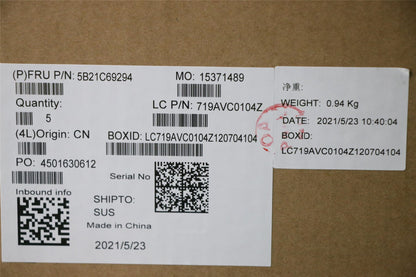 (P)FRU P/N: 5B21C69294
MO: 15371489
Quantity:
5
LC P/N: 719AVC0104Z
(4L)Origin: CN
BOXID: LC719AVC0104Z120704104
PO: 4501630612
Serial No
Inbound info
SHIPTO:
SUS
Made in China
2021/5/23
净重:
WEIGHT: 0.94 Kg
DATE: 2021/5/23 10:40:04
BOXID:
LC719AVC0104Z120704104